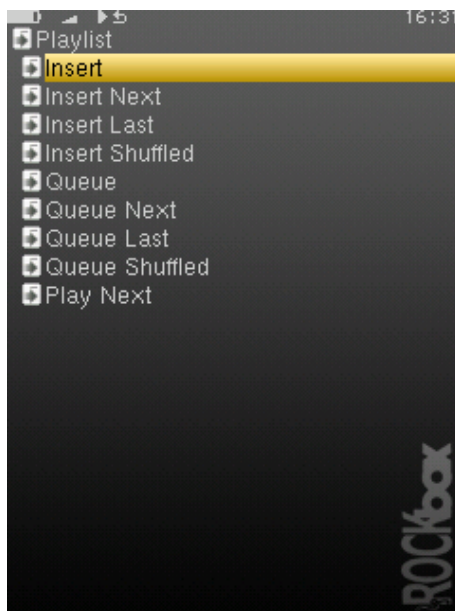 16:31
Playlist
Insert
Insert Next
Insert Last
Insert Shuffled
Queue
Queue Next
Queue Last
Queue Shuffled
Play Next
ROCKbox